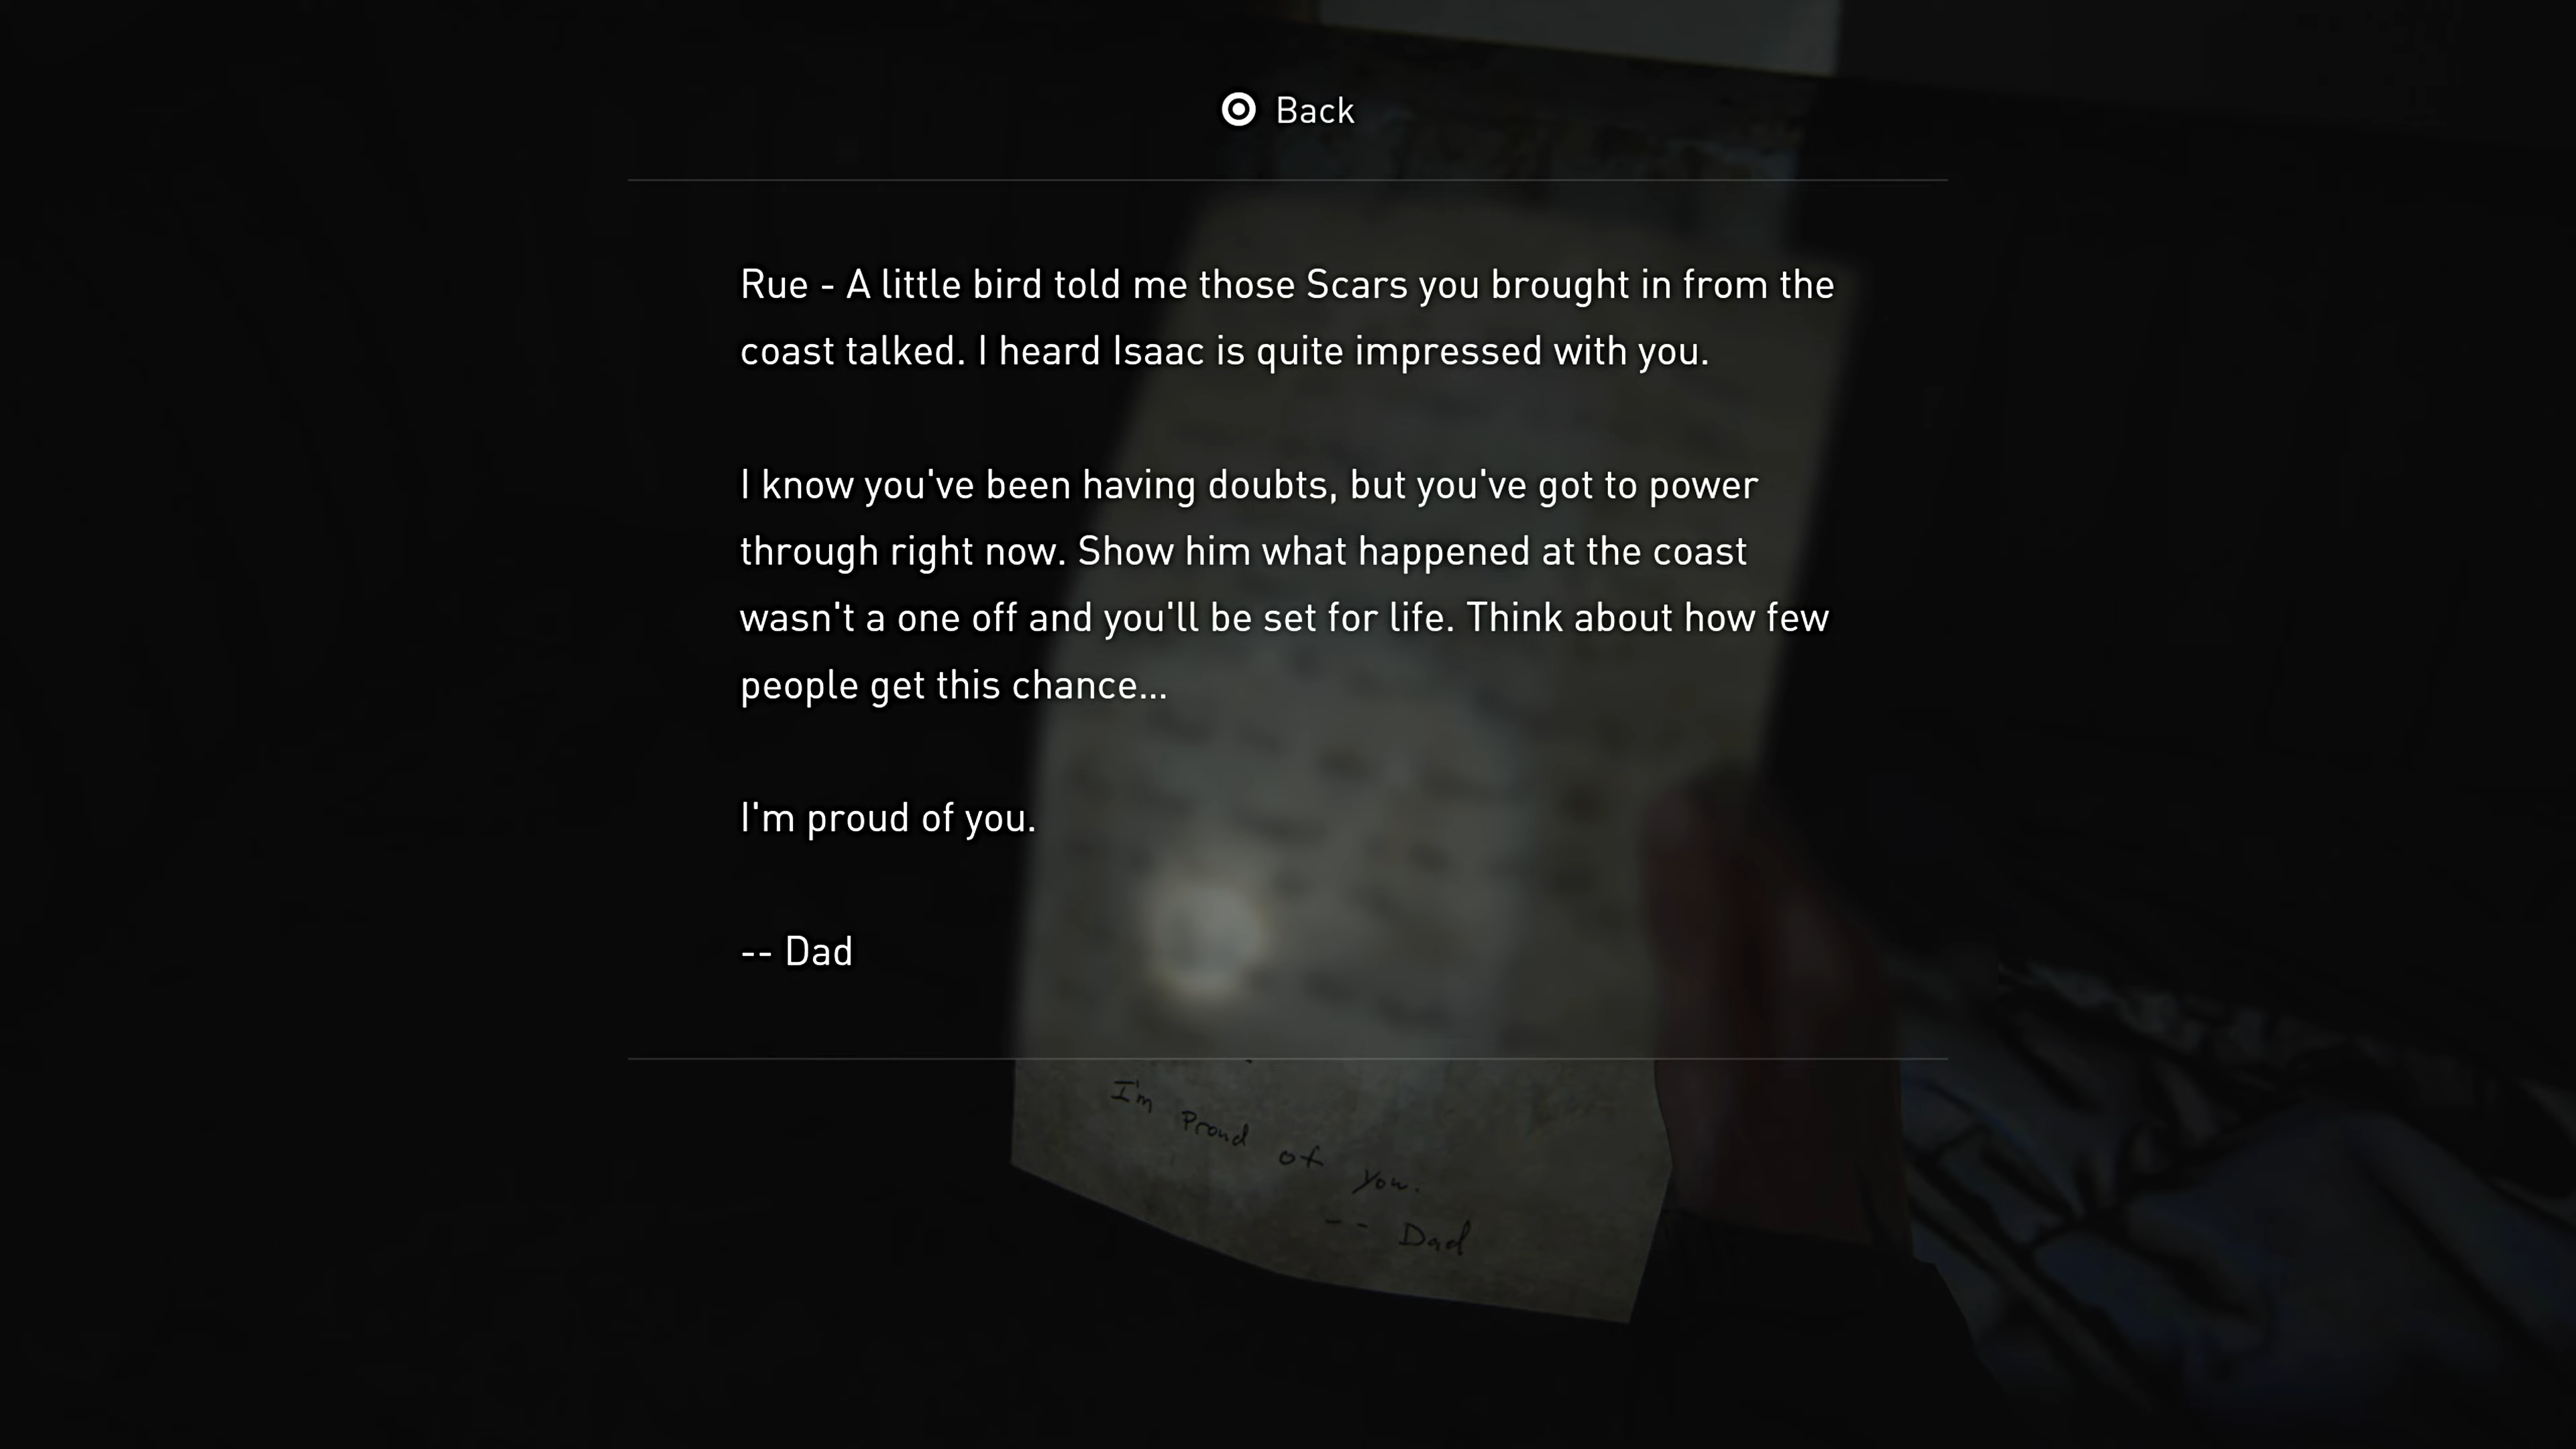 Back
Rue - A little bird told me those Scars you brought in from the
coast talked. I heard Isaac is quite impressed with you.
I know you've been having doubts, but you've got to power
through right now. Show him what happened at the coast
wasn't a one off and you'll be set for life. Think about how few
people get this chance...
I'm proud of you.
-- Dad
I'm Proud of you.
-- Dad